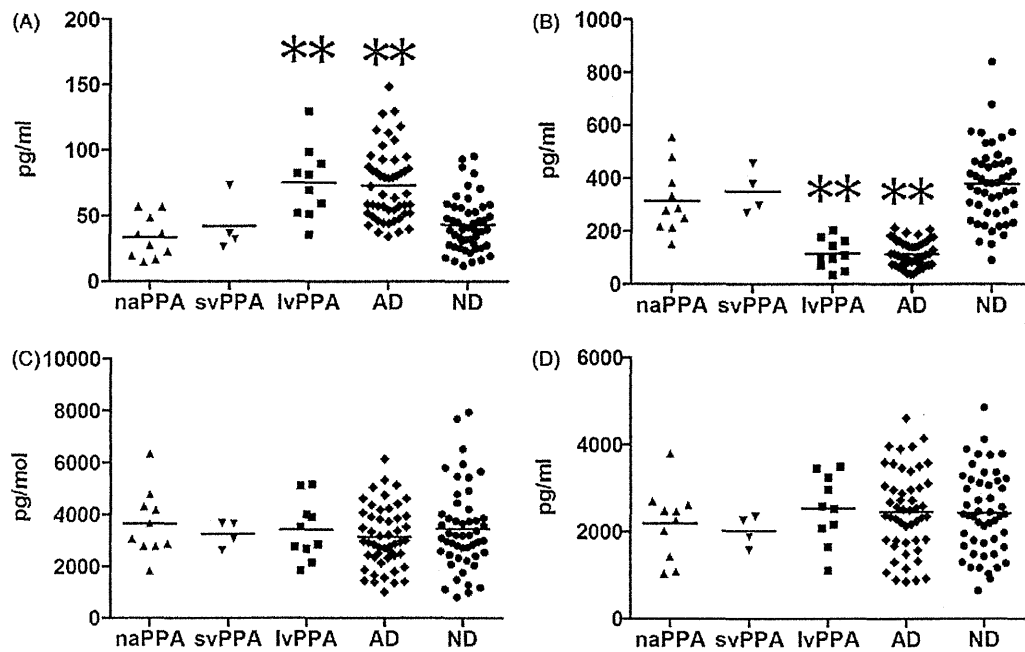 (A) 200 (B) 1000
** **
150 800
pg/ml 100 pg/ml 600
400
** **
50 200
0 0
naPPA svPPA lvPPA AD ND naPPA svPPA lvPPA AD ND
(C) 10000 (D) 6000
8000
pg/mol 6000 pg/ml 4000
4000 2000
2000
0 0
naPPA svPPA lvPPA AD ND naPPA svPPA lvPPA AD ND